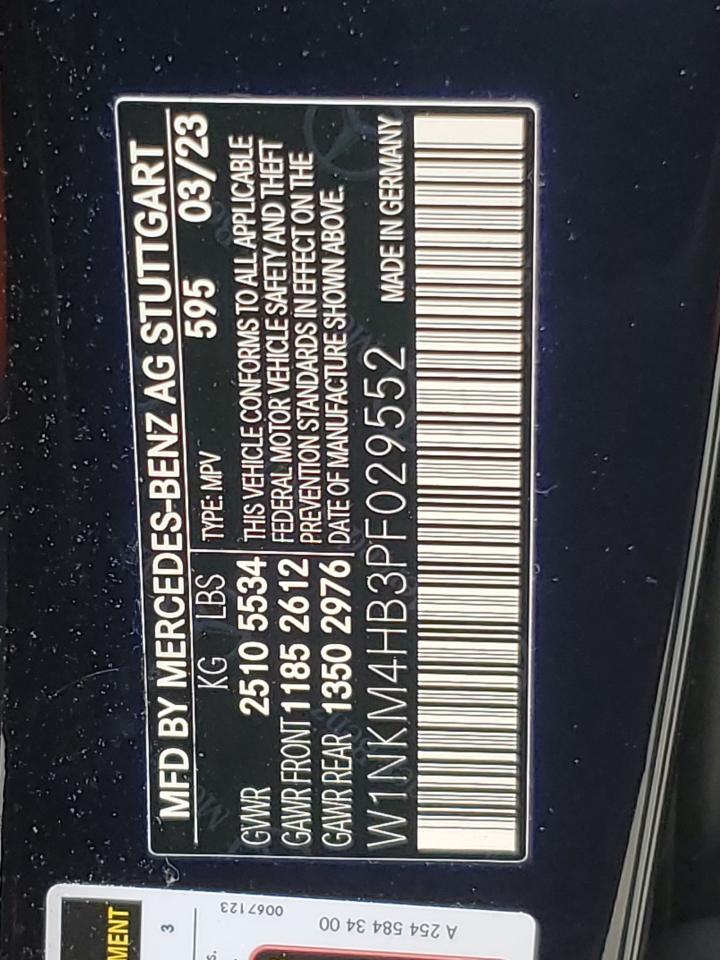 MFD BY MERCEDES-BENZ AG STUTTGART
KG LBS TYPE: MPV 595 03/23
GVWR 2510 5534 THIS VEHICLE CONFORMS TO ALL APPLICABLE
GAWR FRONT 1185 2612 FEDERAL MOTOR VEHICLE SAFETY AND THEFT
PREVENTION STANDARDS IN EFFECT ON THE
GAWR REAR 1350 2976 DATE OF MANUFACTURE SHOWN ABOVE.
W1NKM4HB3PF029552 MADE IN GERMANY
MENT
3
s.
0067123
A 254 584 34 00